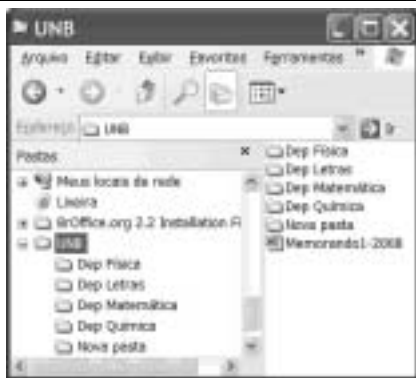 UNB
Arquivo Editar Exibir Favoritos Ferramentas »
Endereço UNB Ir
Pastas x
Meus locais de rede
Lixeira
BrOffice.org 2.2 Installation Fi
UNB
Dep Física
Dep Letras
Dep Matemática
Dep Química
Nova pasta
Dep Física
Dep Letras
Dep Matemática
Dep Química
Nova pasta
Memorando1-2008